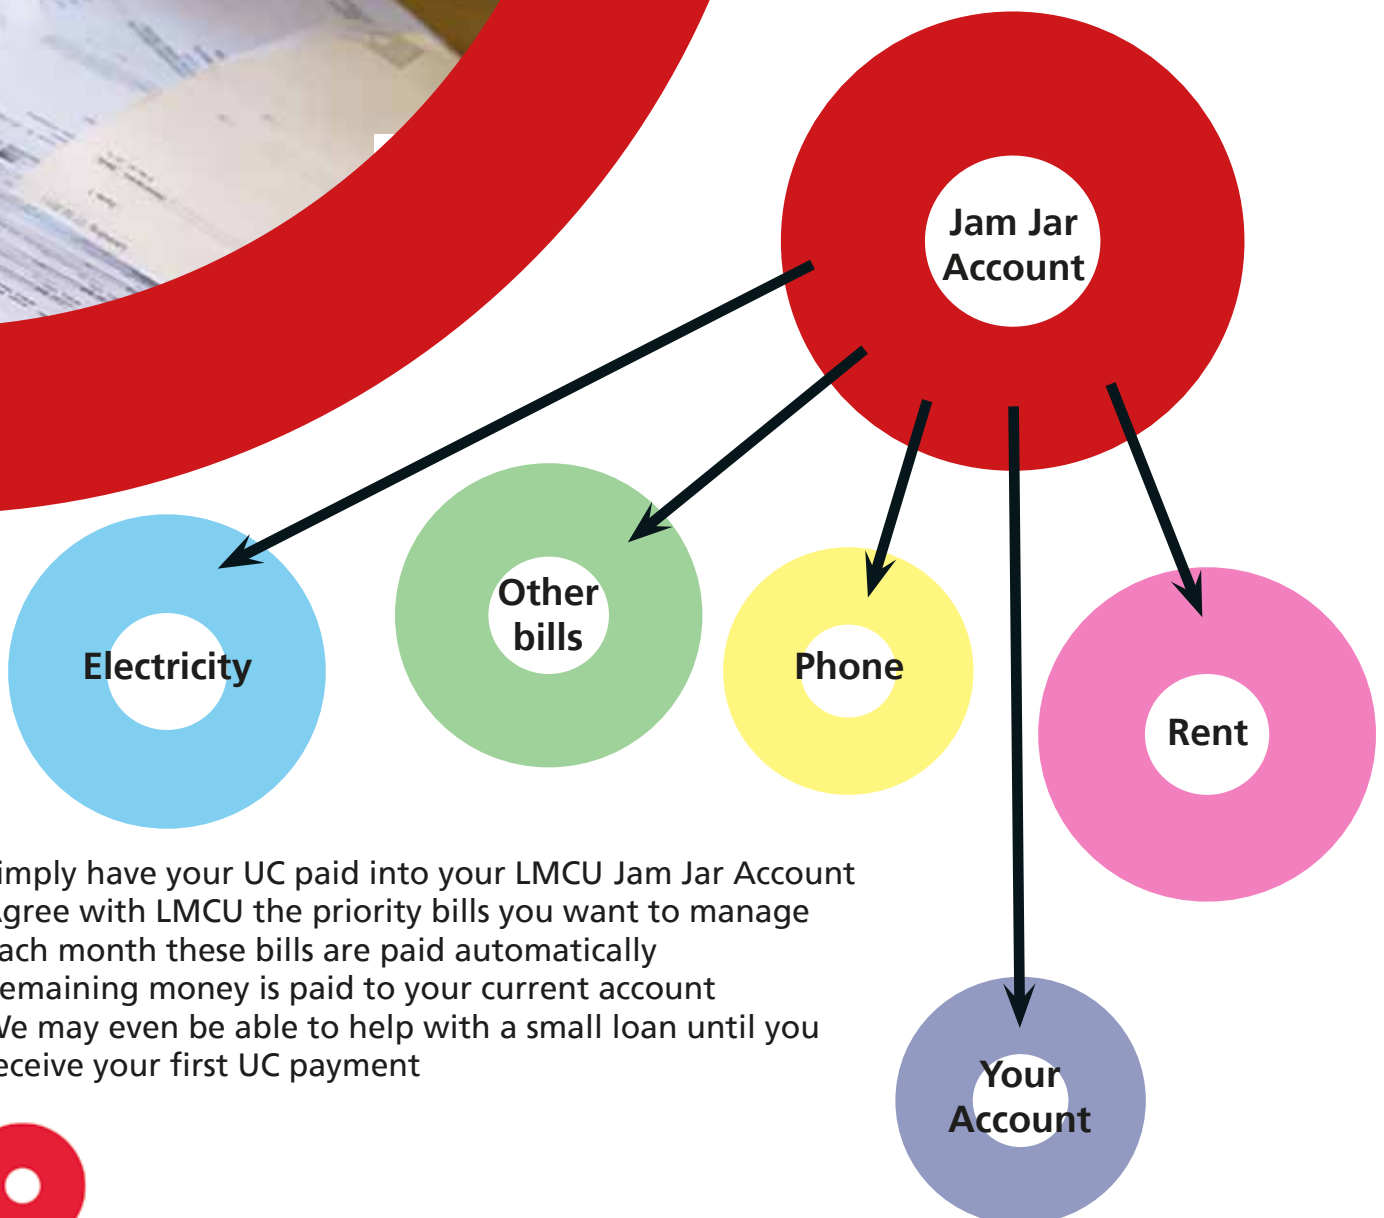 Jam Jar
Account
Electricity
Other
bills
Phone
Rent
Your
Account
imply have your UC paid into your LMCU Jam Jar Account
gree with LMCU the priority bills you want to manage
ach month these bills are paid automatically
emaining money is paid to your current account
We may even be able to help with a small loan until you
eceive your first UC payment